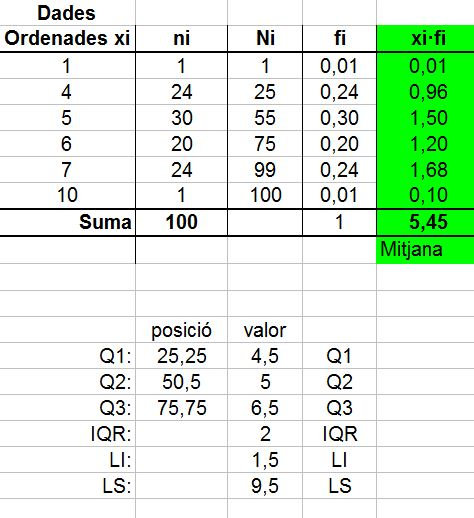 Dades
Ordenades xi ni Ni fi xi·fi
1 1 1 0,01 0,01
4 24 25 0,24 0,96
5 30 55 0,30 1,50
6 20 75 0,20 1,20
7 24 99 0,24 1,68
10 1 100 0,01 0,10
Suma 100 1 5,45
Mitjana
posició valor
Q1: 25,25 4,5 Q1
Q2: 50,5 5 Q2
Q3: 75,75 6,5 Q3
IQR: 2 IQR
LI: 1,5 LI
LS: 9,5 LS